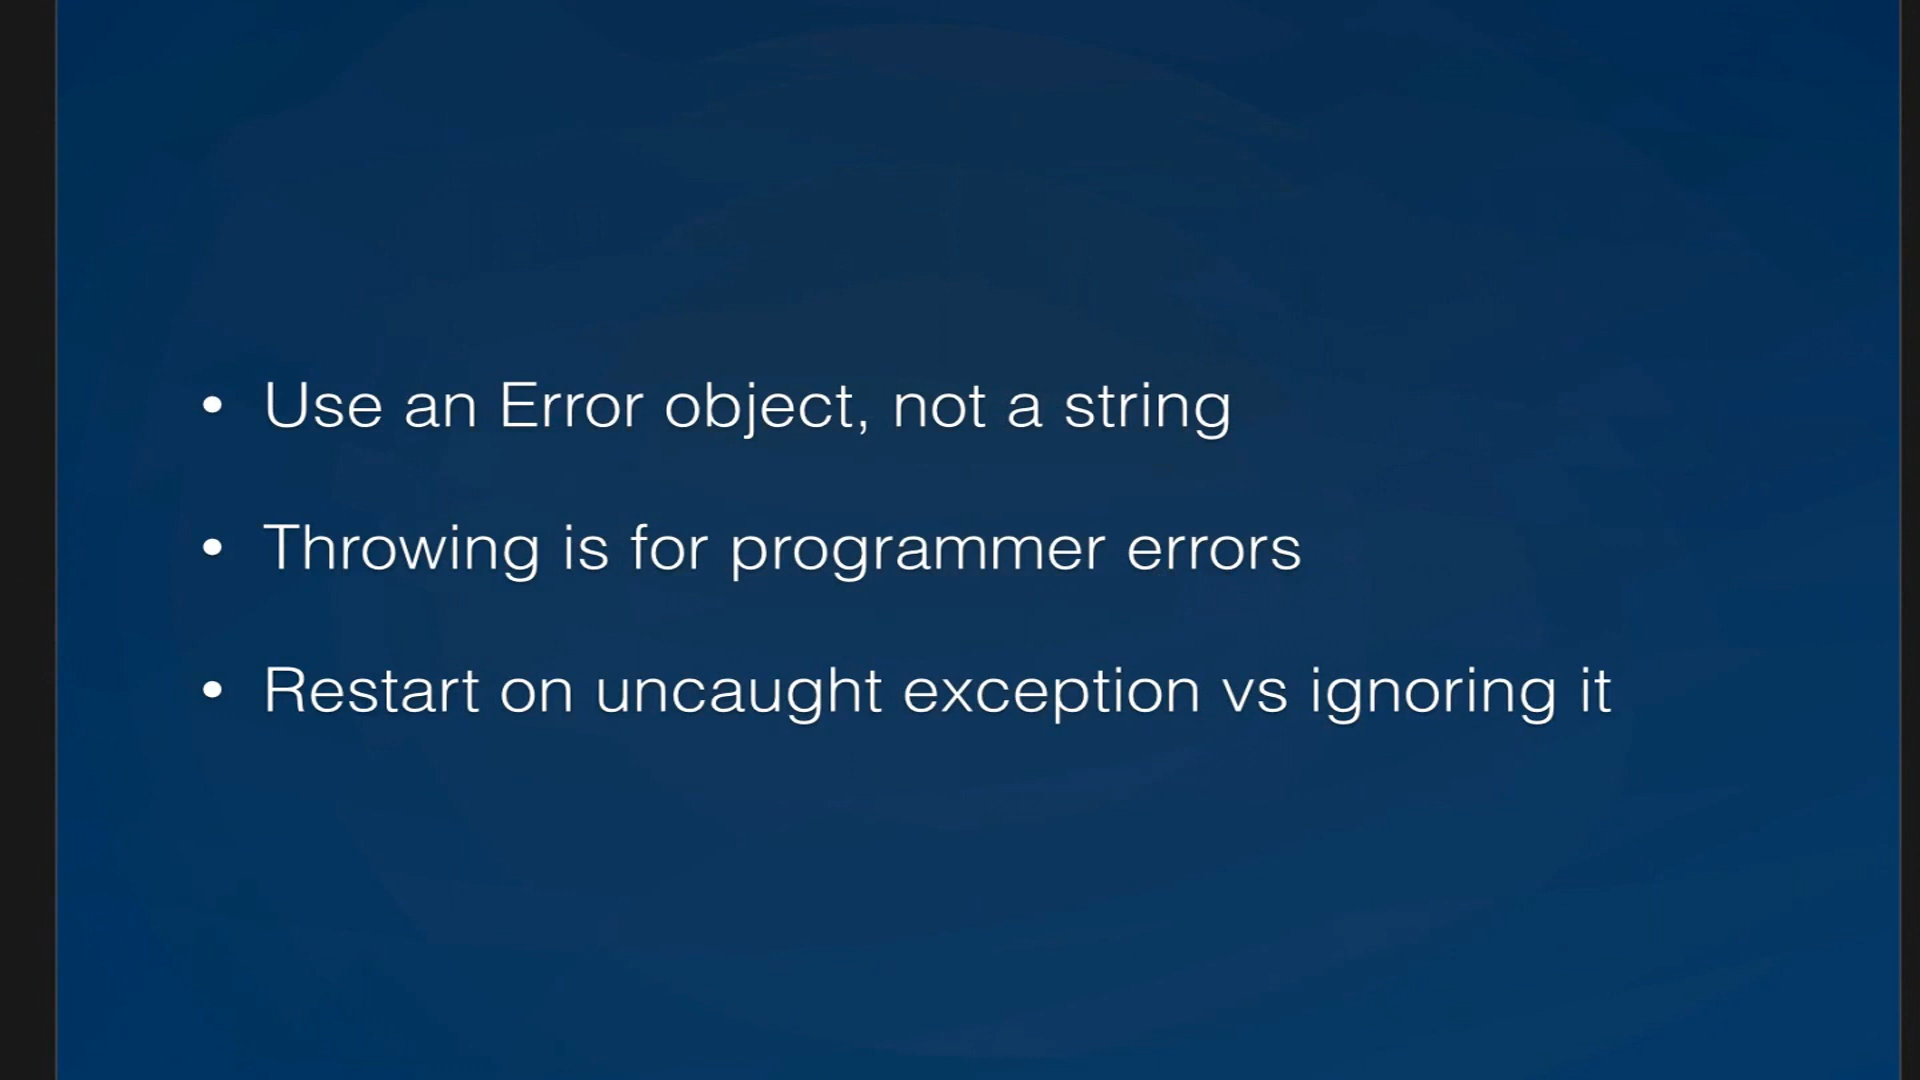 • Use an Error object, not a string
• Throwing is for programmer errors
• Restart on uncaught exception vs ignoring it